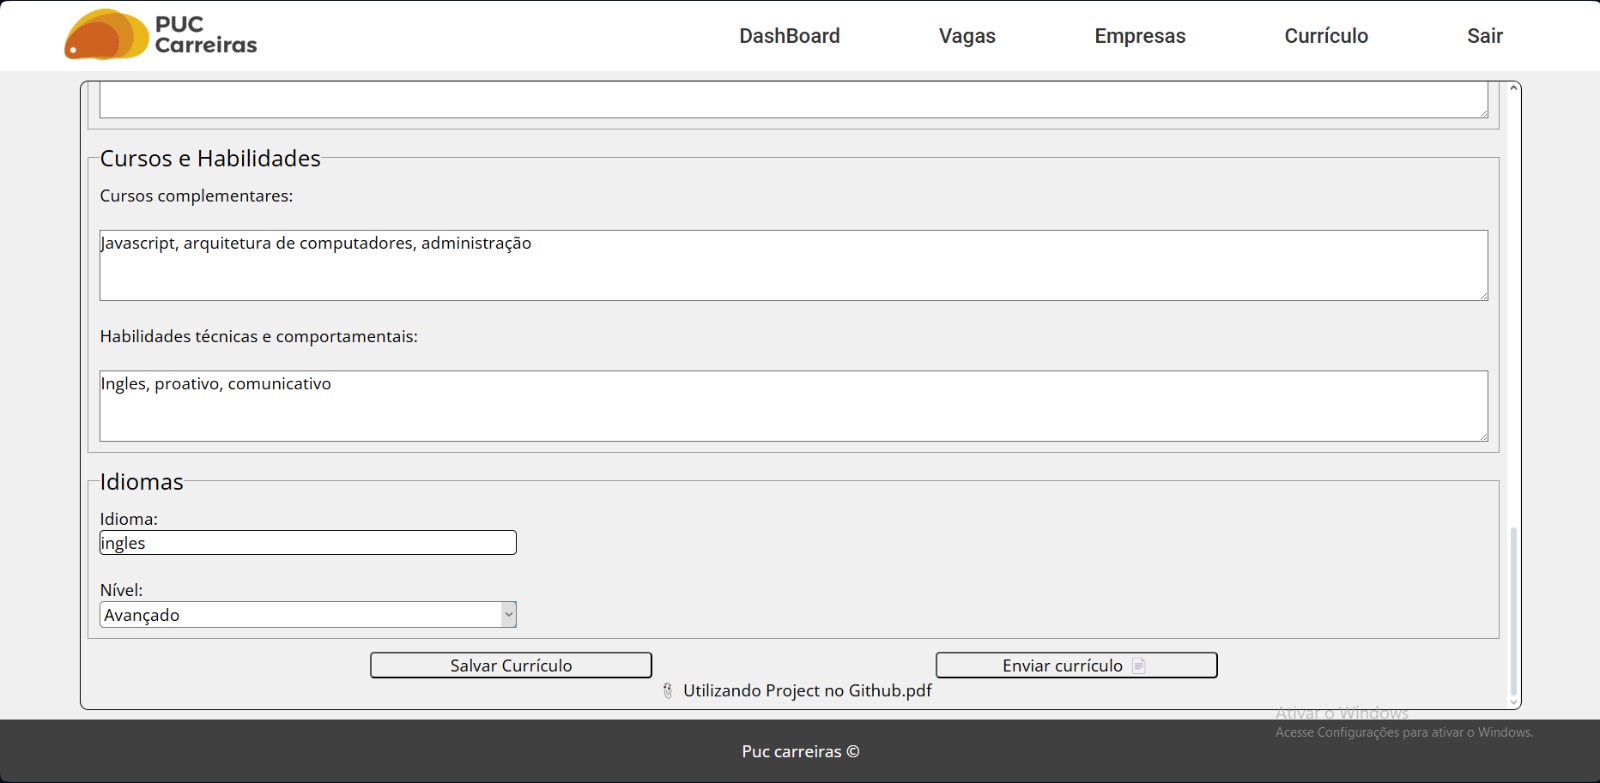 PUC
Carreiras
DashBoard
Vagas
Empresas
Currículo
Sair
Cursos e Habilidades
Cursos complementares:
Javascript, arquitetura de computadores, administração
Habilidades técnicas e comportamentais:
Ingles, proativo, comunicativo
Idiomas
Idioma:
ingles
Nível:
Avançado
Salvar Currículo
Enviar currículo
Utilizando Project no Github.pdf
Ativar o Windows
Acesse Configurações para ativar o Windows.
Puc carreiras ©